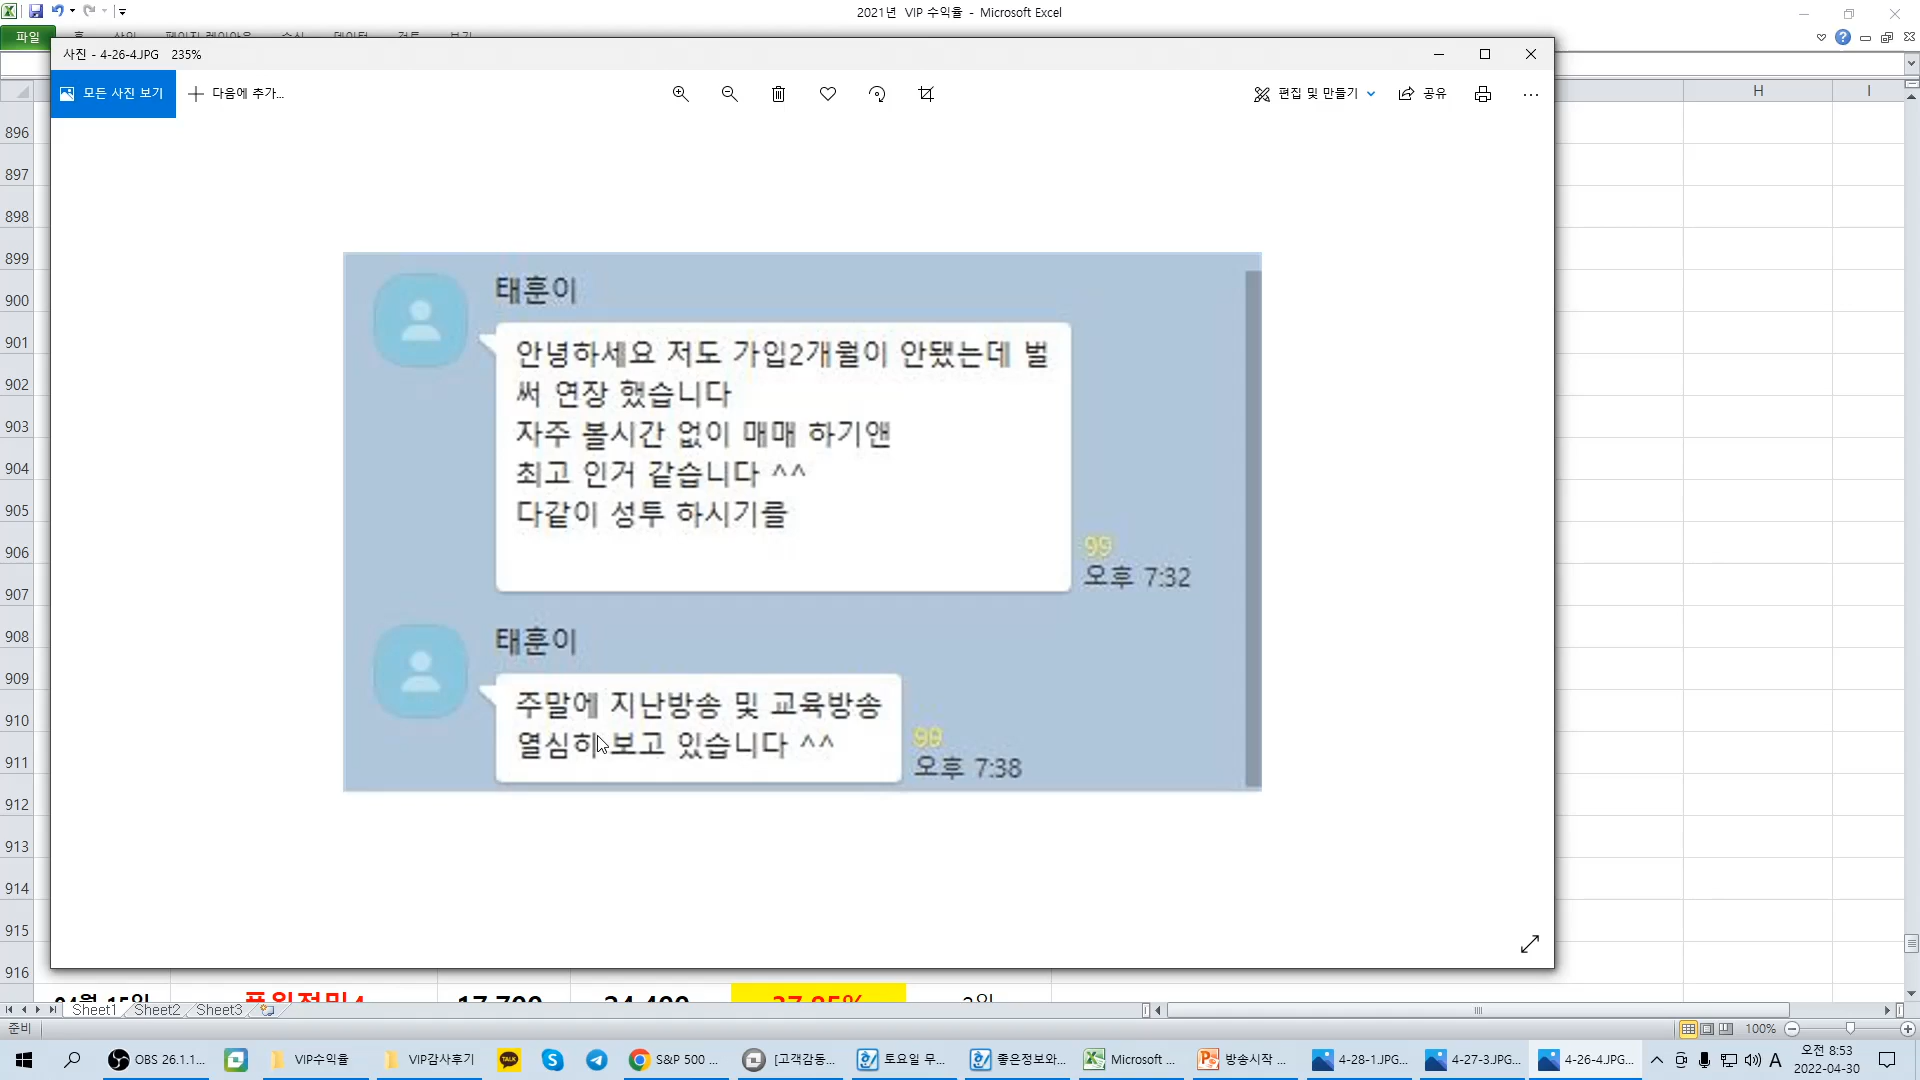 2021년 VIP 수익율 - Microsoft Excel
파일
사진 - 4-26-4.JPG 235%
모든 사진 보기
다음에 추가...
편집 및 만들기
공유
H
I
896
897
898
899
900
901
902
903
904
905
906
907
908
909
910
911
912
913
914
915
916
태훈이
안녕하세요 저도 가입2개월이 안됐는데 벌
써 연장 했습니다
자주 볼시간 없이 매매 하기앤
최고 인거 같습니다 ^^
다같이 성투 하시기를
99
오후 7:32
태훈이
주말에 지난방송 및 교육방송
열심히 보고 있습니다 ^^
99
오후 7:38
Sheet1 Sheet2 Sheet3
준비
100%
OBS 26.1.1...
VIP수익율
VIP감사후기
TALK
S&P 500 ...
[고객감동...
토요일 무...
좋은정보와...
Microsoft ...
방송시작 ...
4-28-1.JPG...
4-27-3.JPG...
4-26-4.JPG...
A
오전 8:53
2022-04-30